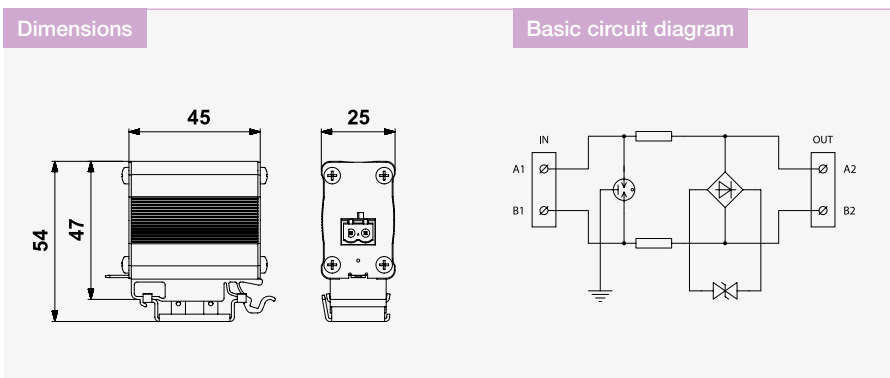 Dimensions
Basic circuit diagram
45
25
54
47
IN
OUT
A1
A2
B1
B2